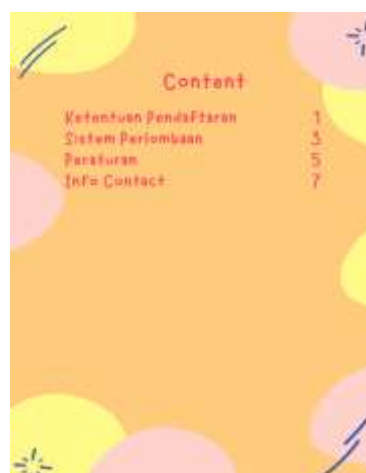 Content
Ketentuan Pendaftaran 1
Sistem Perlombaan 3
Peraturan 5
Info Contact 7